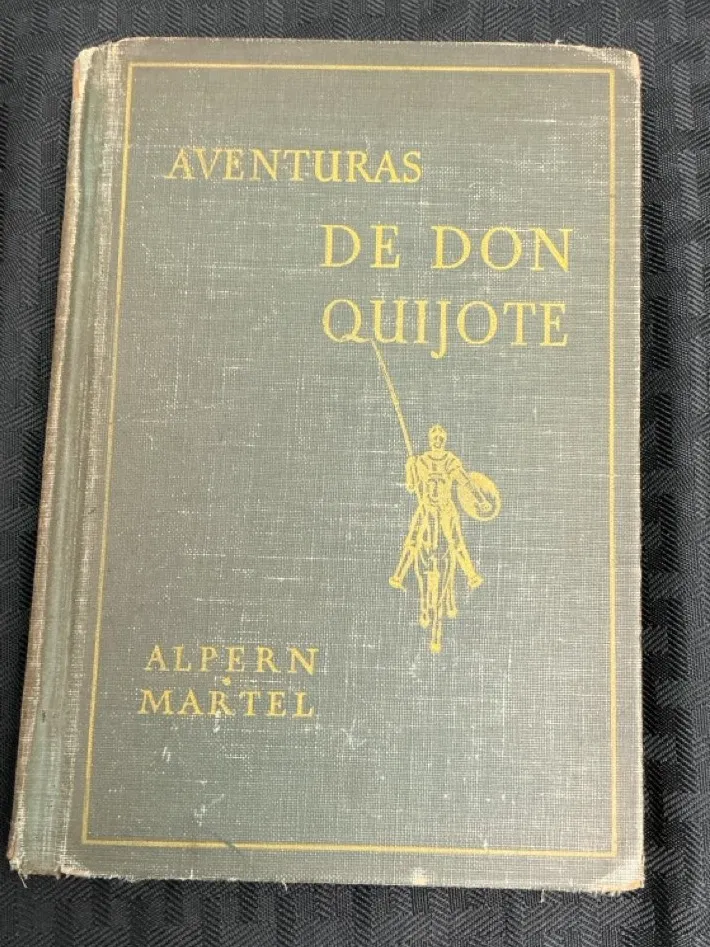 AVENTURAS
DE DON
QUIJOTE
ALPERN
MARTEL